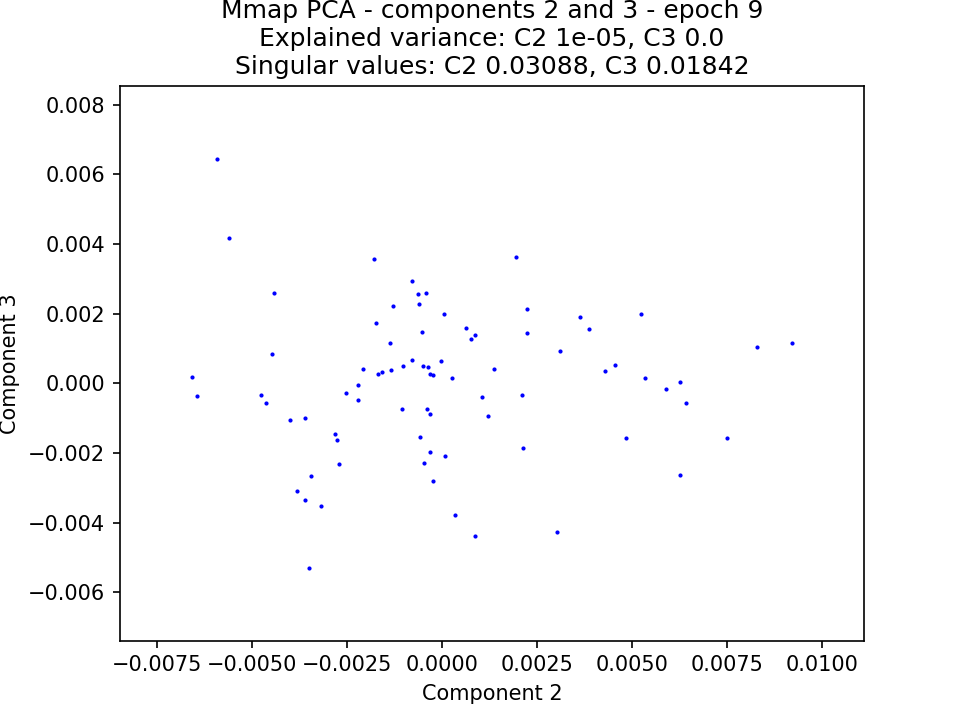 Mmap PCA - components 2 and 3 - epoch 9
Explained variance: C2 1e-05, C3 0.0
Singular values: C2 0.03088, C3 0.01842
0.008
0.006
0.004
0.002
0.000
−0.002
−0.004
−0.006
Component 3
−0.0075 −0.0050 −0.0025 0.0000 0.0025 0.0050 0.0075 0.0100
Component 2